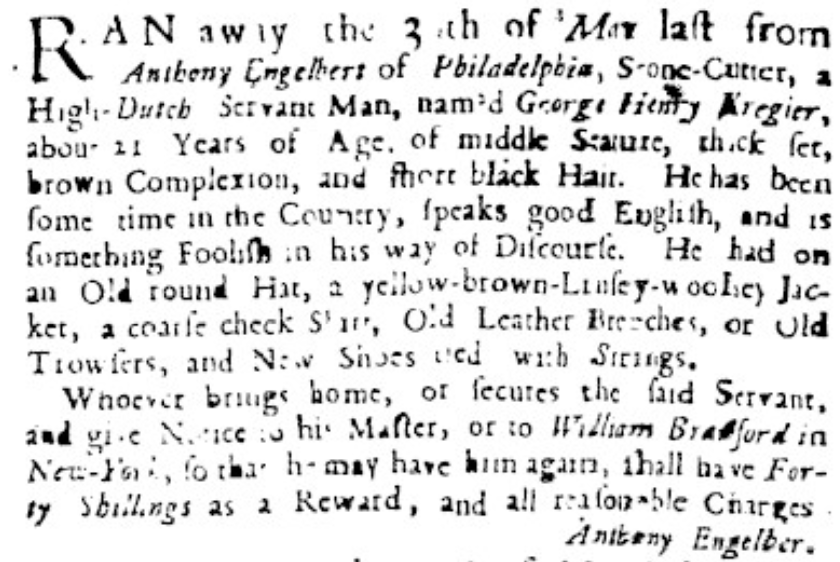 RAN away the 3 th of May last from
Anthony Engelbert of Philadelphia, Stone-Cutter, a
High-Dutch Servant Man, nam'd George Henry Kregier,
about 21 Years of Age, of middle Stature, thick set,
brown Complexion, and short black Hair. He has been
some time in the Country, speaks good English, and is
something Foolish in his way of Discourse. He had on
an Old round Hat, a yellow-brown-Linsey-woolsey Jac-
ket, a coarse check Shirt, Old Leather Breeches, or Old
Trowsers, and New Shoes tied with Strings.
Whoever brings home, or secures the said Servant,
and give Notice to his Master, or to William Bradford in
New-York, so that he may have him again, shall have For-
ty Shillings as a Reward, and all reasonable Charges
Anthony Engelber.